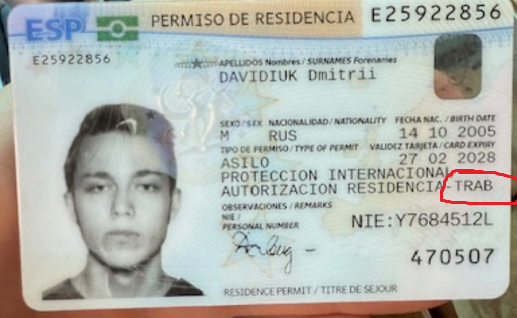 ESP PERMISO DE RESIDENCIA E25922856
E25922856
APELLIDOS Nombres / SURNAMES Forenames
DAVIDIUK Dmitrii
SEXO/SEX NACIONALIDAD/NATIONALITY FECHA NAC. / BIRTH DATE
M RUS 14 10 2005
TIPO DE PERMISO/TYPE OF PERMIT VALIDEZ TARJETA / CARD EXPIRY
ASILO 27 02 2028
PROTECCION INTERNACIONAL
AUTORIZACION RESIDENCIA-TRAB
OBSERVACIONES / REMARKS
NIE /
PERSONAL NUMBER NIE:Y7684512L
470507
RESIDENCE PERMIT / TITRE DE SEJOUR